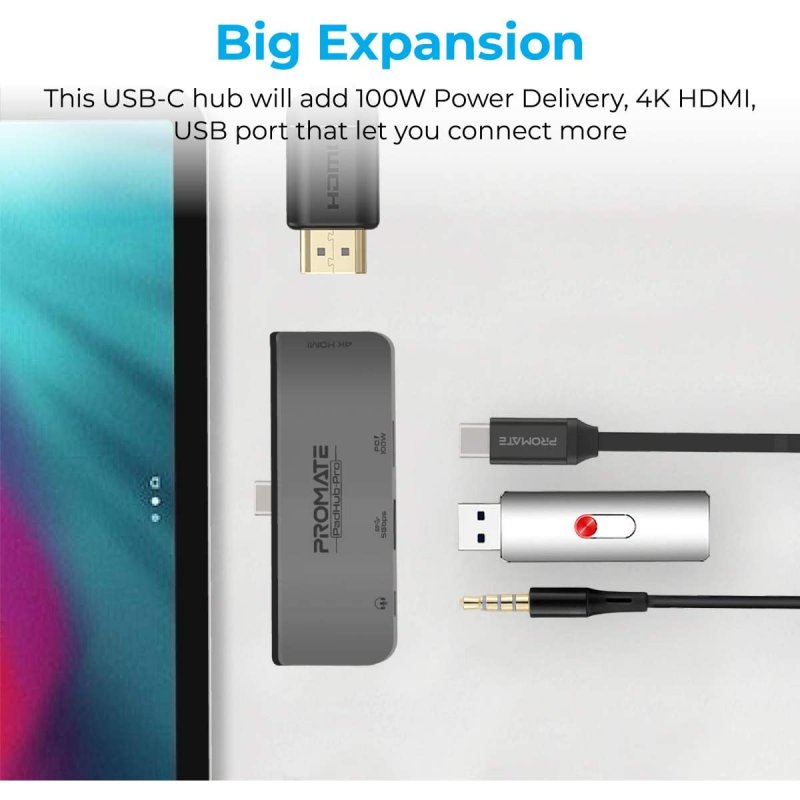 Big Expansion
This USB-C hub will add 100W Power Delivery, 4K HDMI,
USB port that let you connect more
HDMI
4K HDMI
PROMATE
PadHub-Pro
PD
100W
5Gbps
PROMATE